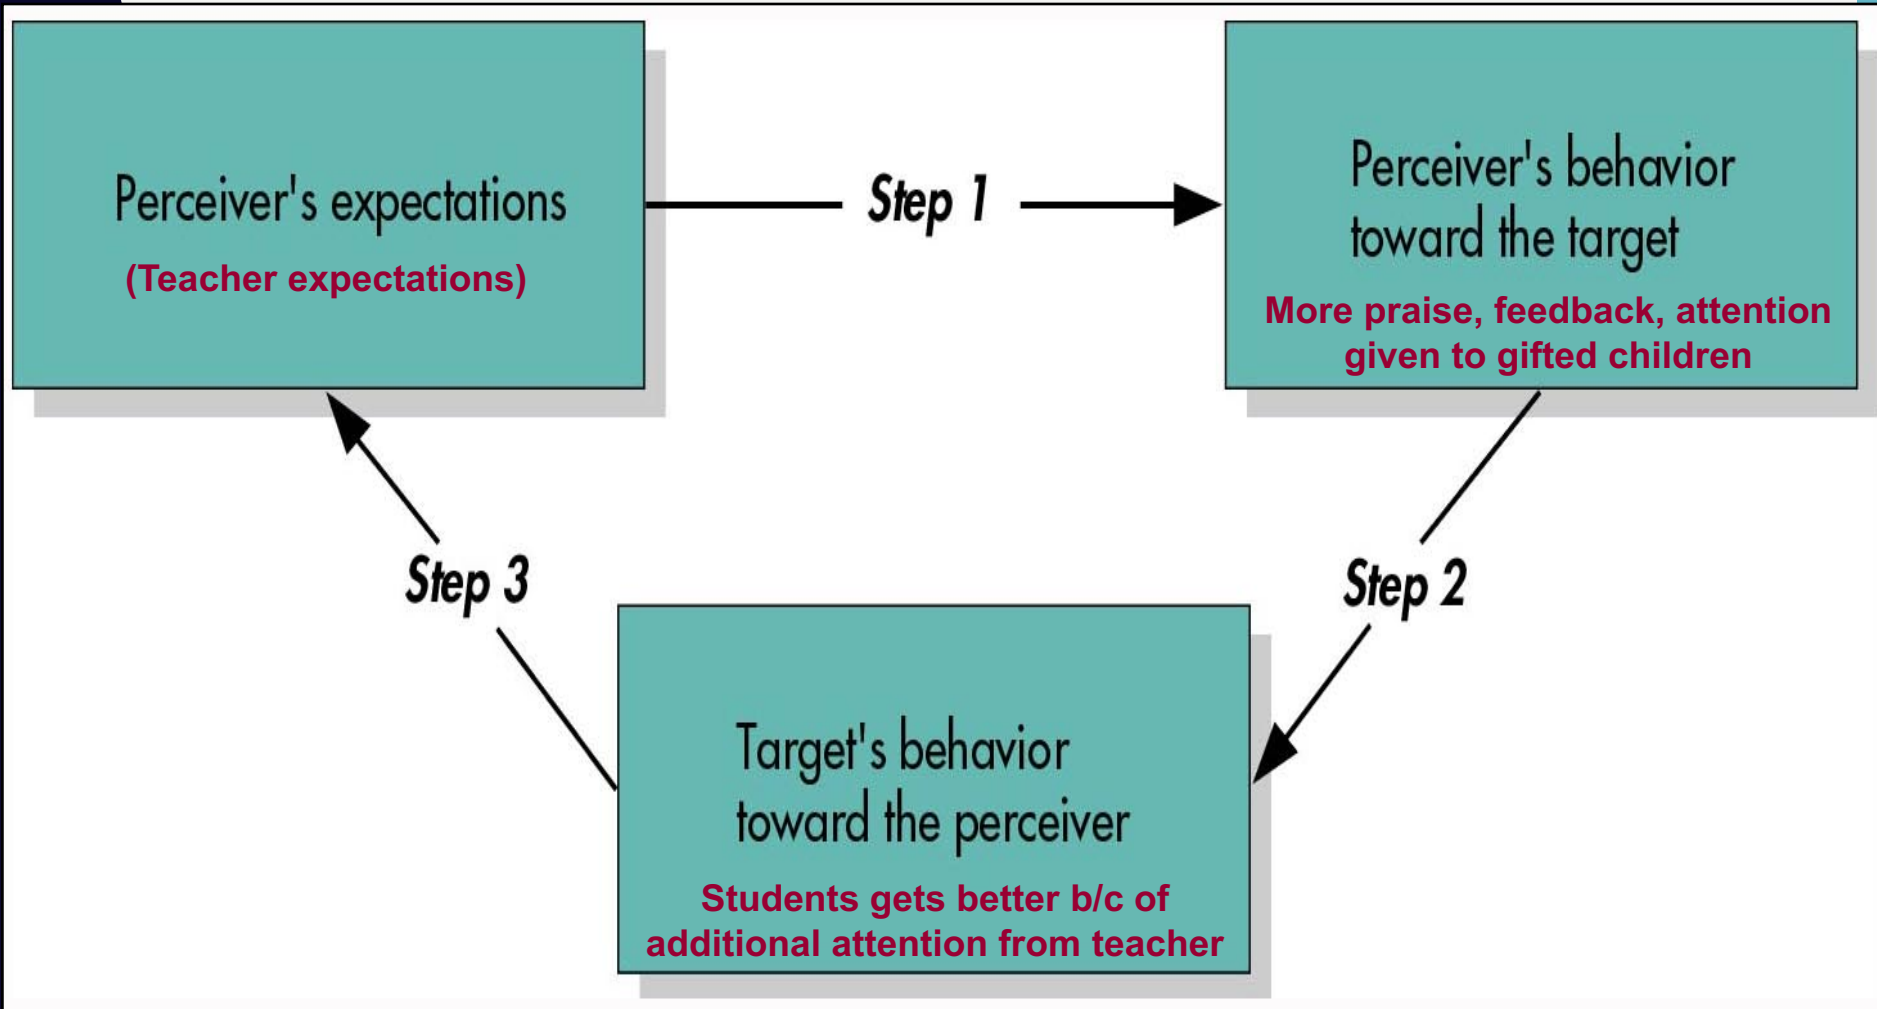 Perceiver's expectations
(Teacher expectations)
Step 1
Perceiver's behavior
toward the target
More praise, feedback, attention
given to gifted children
Step 3
Step 2
Target's behavior
toward the perceiver
Students gets better b/c of
additional attention from teacher